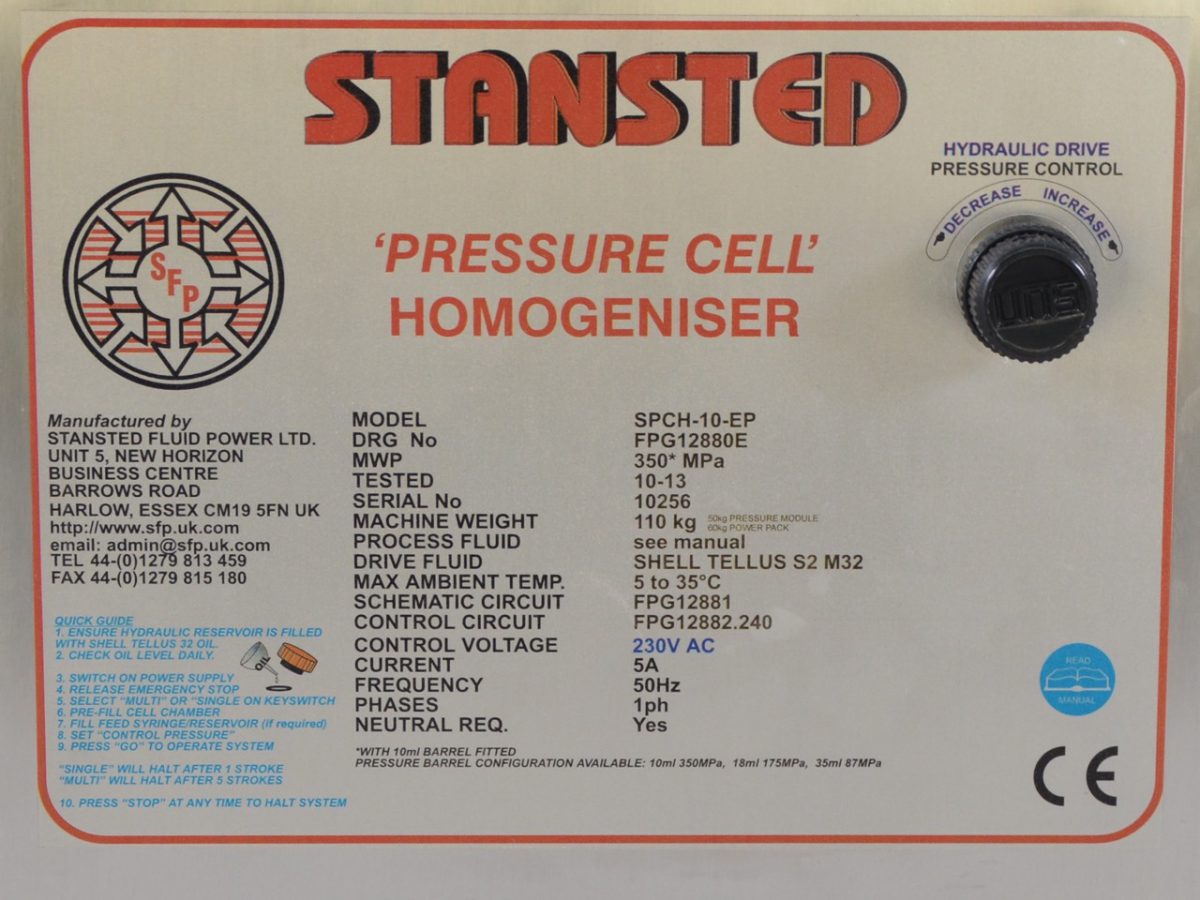 STANSTED
HYDRAULIC DRIVE
PRESSURE CONTROL
DECREASE INCREASE
SFP
'PRESSURE CELL'
HOMOGENISER
Manufactured by
STANSTED FLUID POWER LTD.
UNIT 5, NEW HORIZON
BUSINESS CENTRE
BARROWS ROAD
HARLOW, ESSEX CM19 5FN UK
http://www.sfp.uk.com
email: admin@sfp.uk.com
TEL 44-(0)1279 813 459
FAX 44-(0)1279 815 180
MODEL SPCH-10-EP
DRG No FPG12880E
MWP 350* MPa
TESTED 10-13
SERIAL No 10256
MACHINE WEIGHT 110 kg 50kg PRESSURE MODULE
60kg POWER PACK
PROCESS FLUID see manual
DRIVE FLUID SHELL TELLUS S2 M32
MAX AMBIENT TEMP. 5 to 35°C
SCHEMATIC CIRCUIT FPG12881
CONTROL CIRCUIT FPG12882.240
CONTROL VOLTAGE 230V AC
CURRENT 5A
FREQUENCY 50Hz
PHASES 1ph
NEUTRAL REQ. Yes
*WITH 10ml BARREL FITTED
PRESSURE BARREL CONFIGURATION AVAILABLE: 10ml 350MPa, 18ml 175MPa, 35ml 87MPa
QUICK GUIDE
1. ENSURE HYDRAULIC RESERVOIR IS FILLED
WITH SHELL TELLUS 32 OIL.
2. CHECK OIL LEVEL DAILY.
3. SWITCH ON POWER SUPPLY
4. RELEASE EMERGENCY STOP
5. SELECT "MULTI" OR "SINGLE ON KEYSWITCH
6. PRE-FILL CELL CHAMBER
7. FILL FEED SYRINGE/RESERVOIR (if required)
8. SET "CONTROL PRESSURE"
9. PRESS "GO" TO OPERATE SYSTEM
"SINGLE" WILL HALT AFTER 1 STROKE
"MULTI" WILL HALT AFTER 5 STROKES
10. PRESS "STOP" AT ANY TIME TO HALT SYSTEM
READ
MANUAL
CE